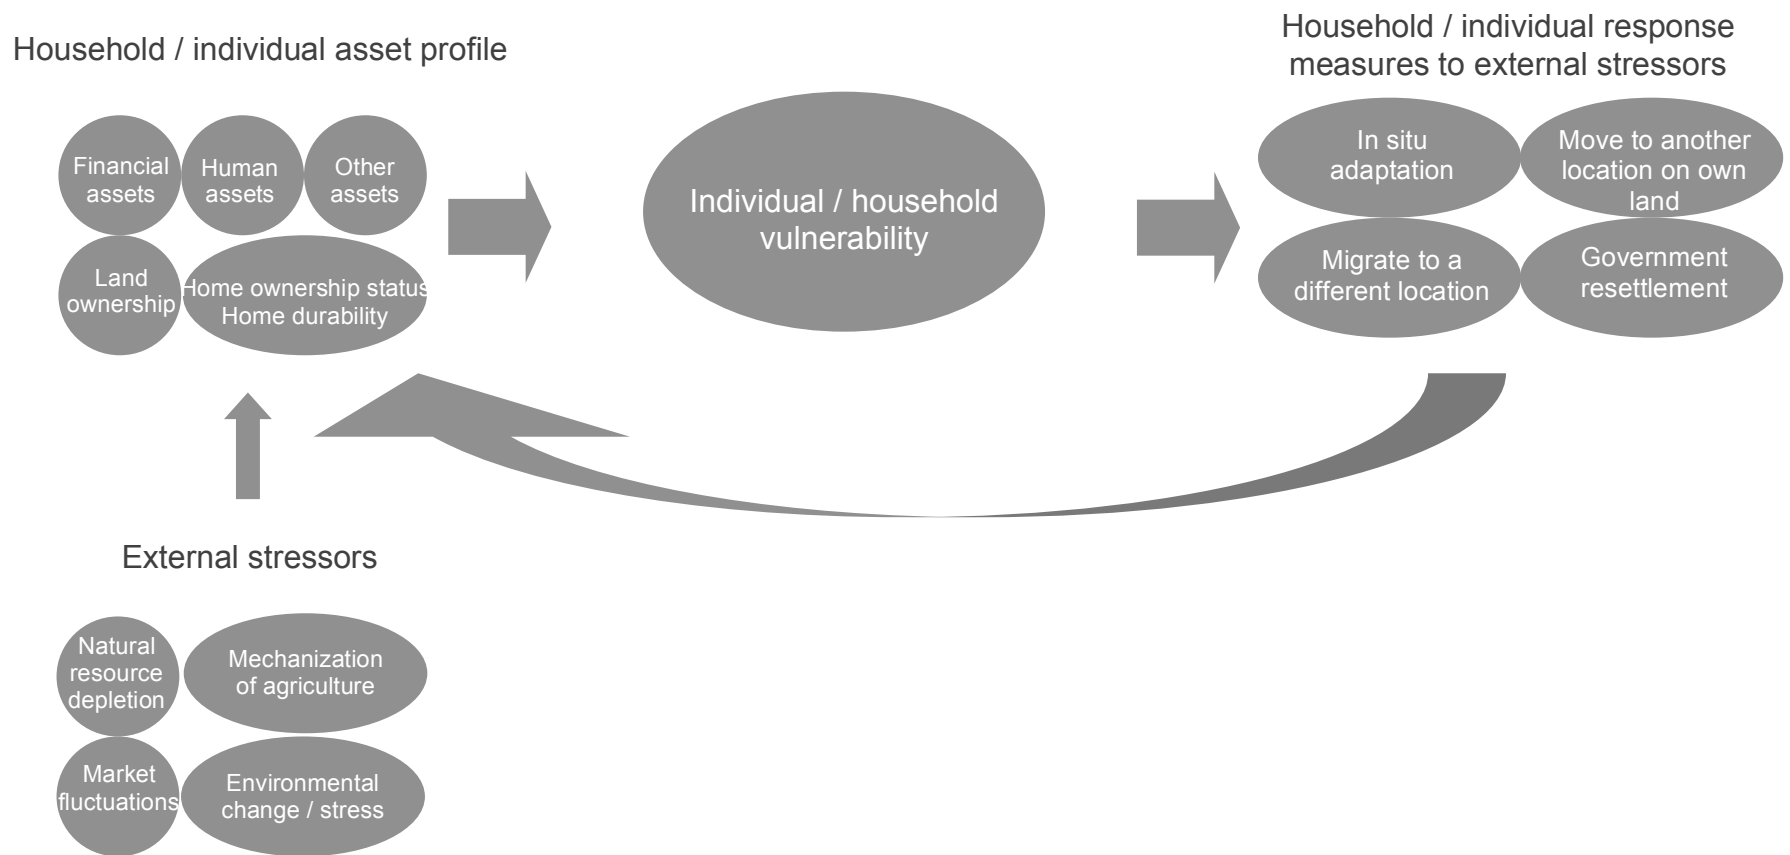 Household / individual asset profile
Financial
assets
Human
assets
Other
assets
Land
ownership
Home ownership status
Home durability
Individual / household
vulnerability
Household / individual response
measures to external stressors
In situ
adaptation
Move to another
location on own
land
Migrate to a
different location
Government
resettlement
External stressors
Natural
resource
depletion
Mechanization
of agriculture
Market
fluctuations
Environmental
change / stress